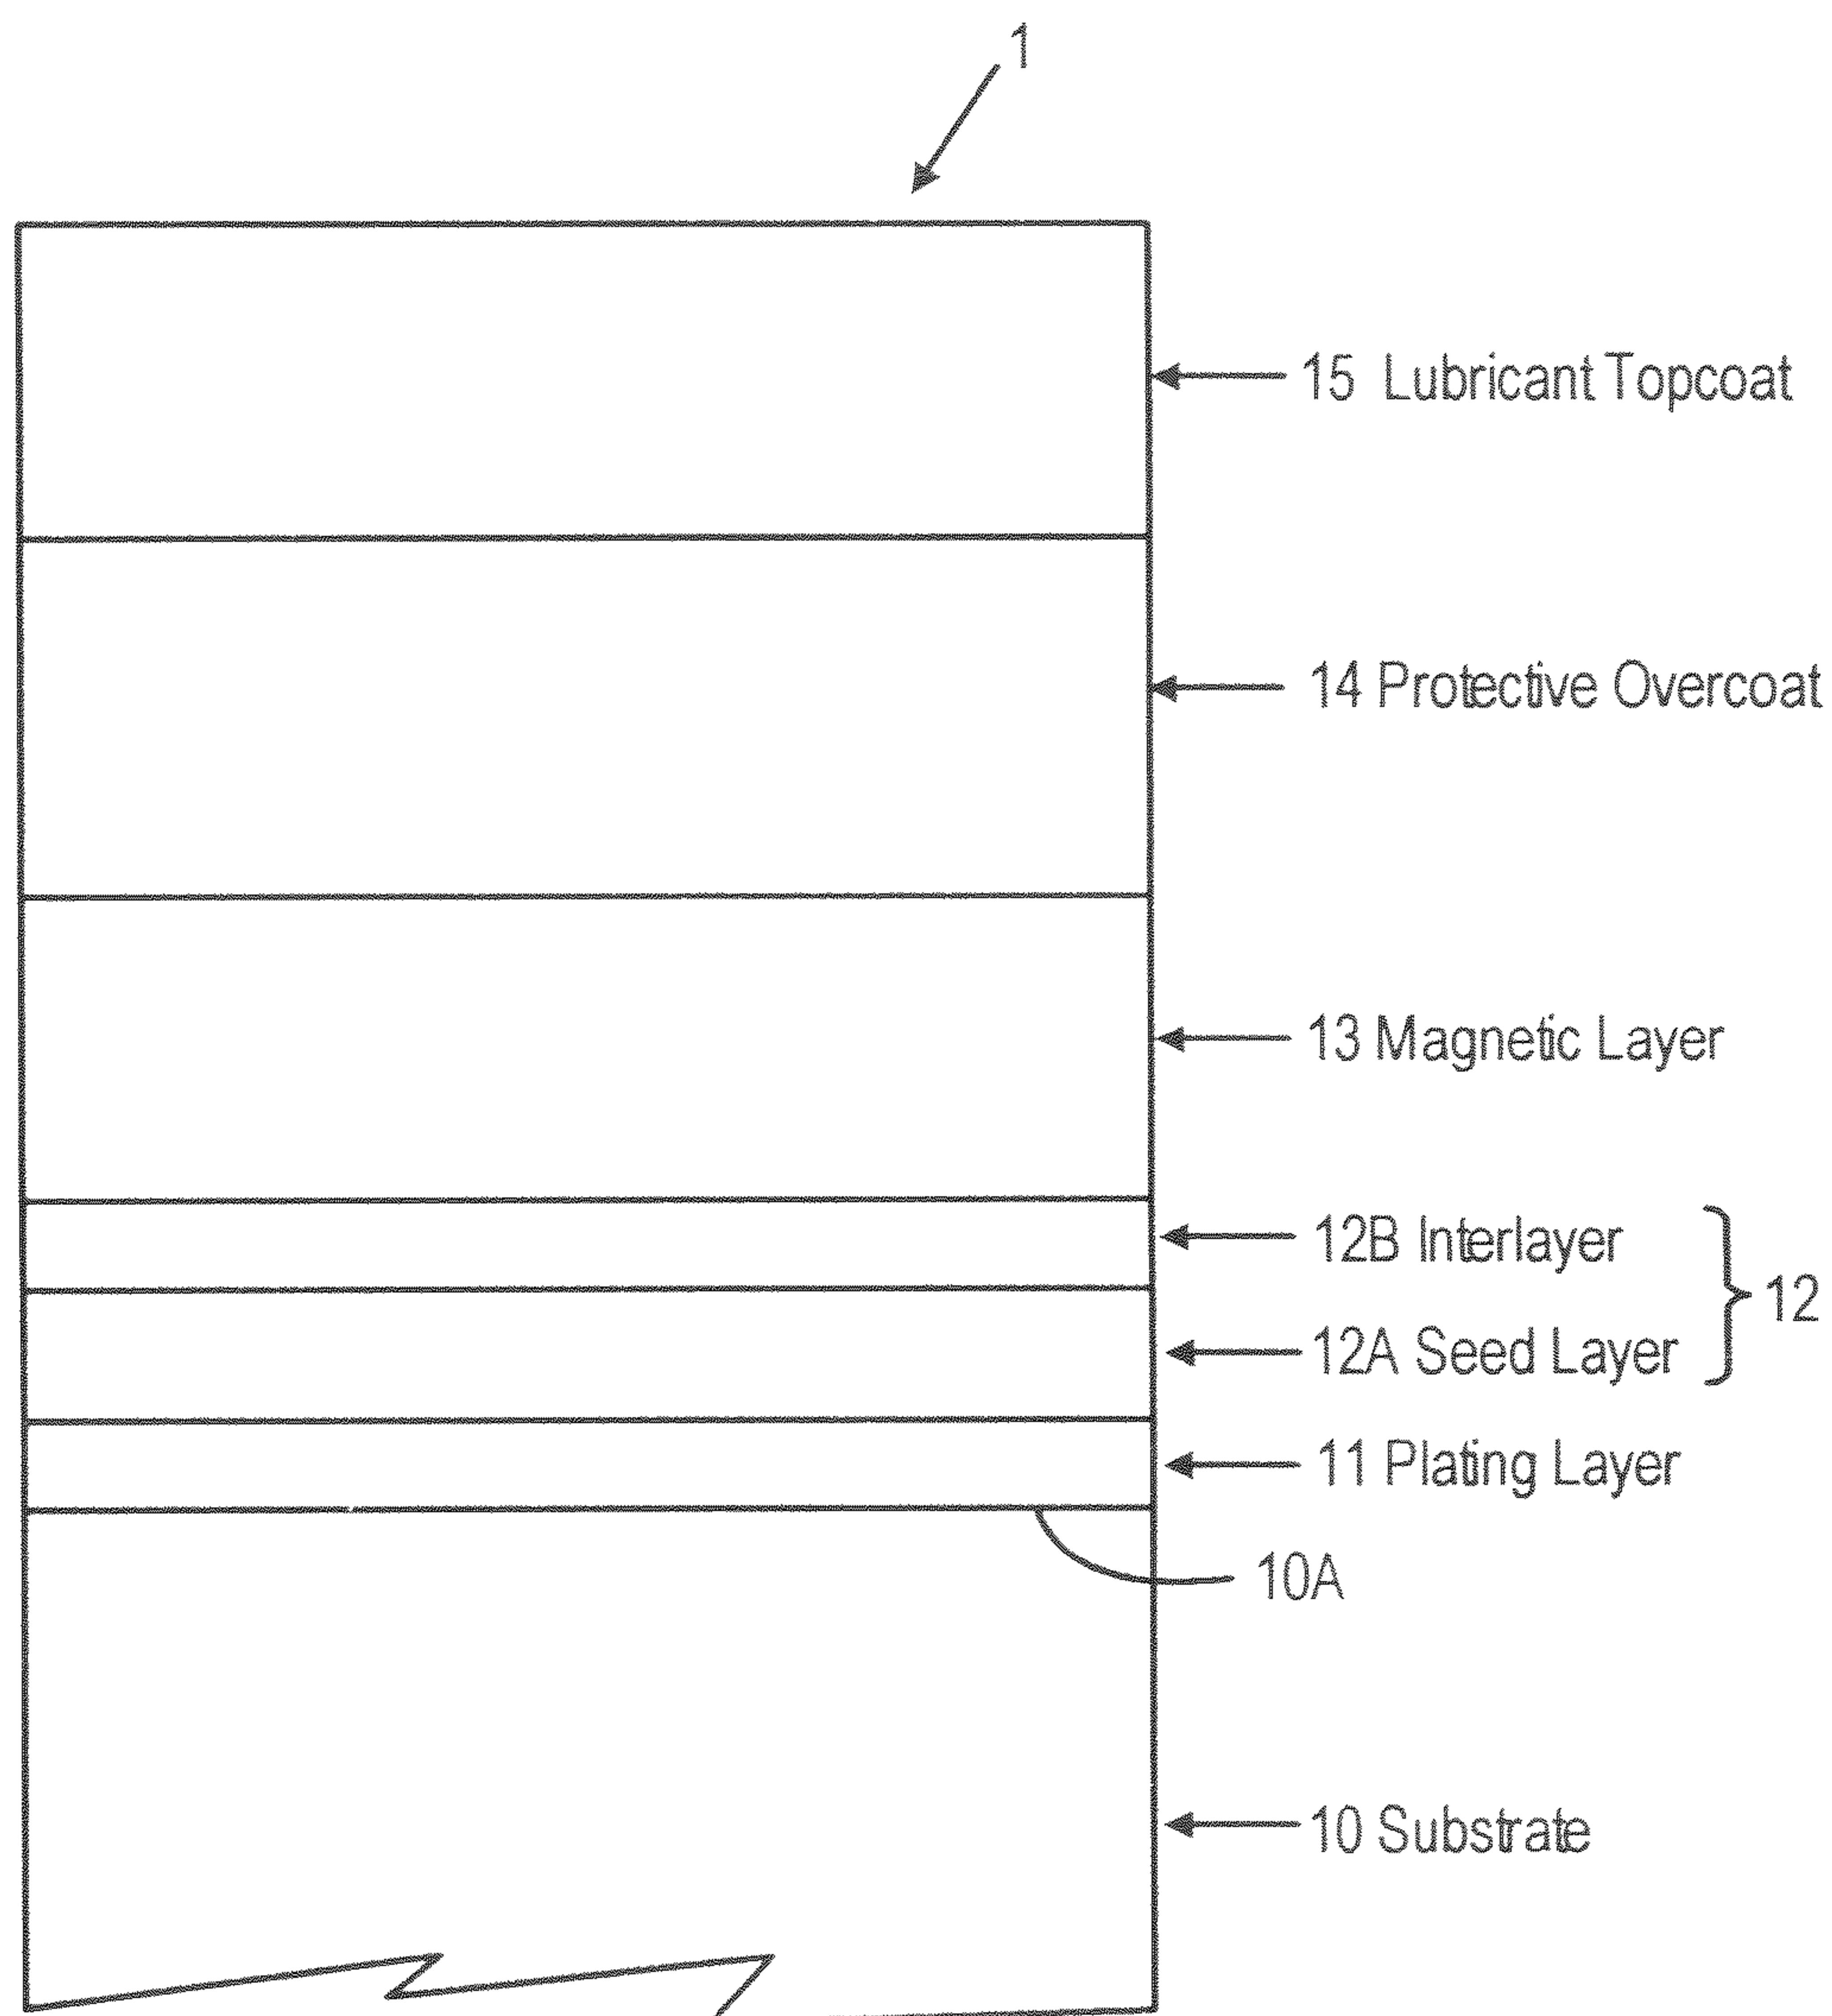 1
15 Lubricant Topcoat
14 Protective Overcoat
13 Magnetic Layer
12B Interlayer
12
12A Seed Layer
11 Plating Layer
10A
10 Substrate